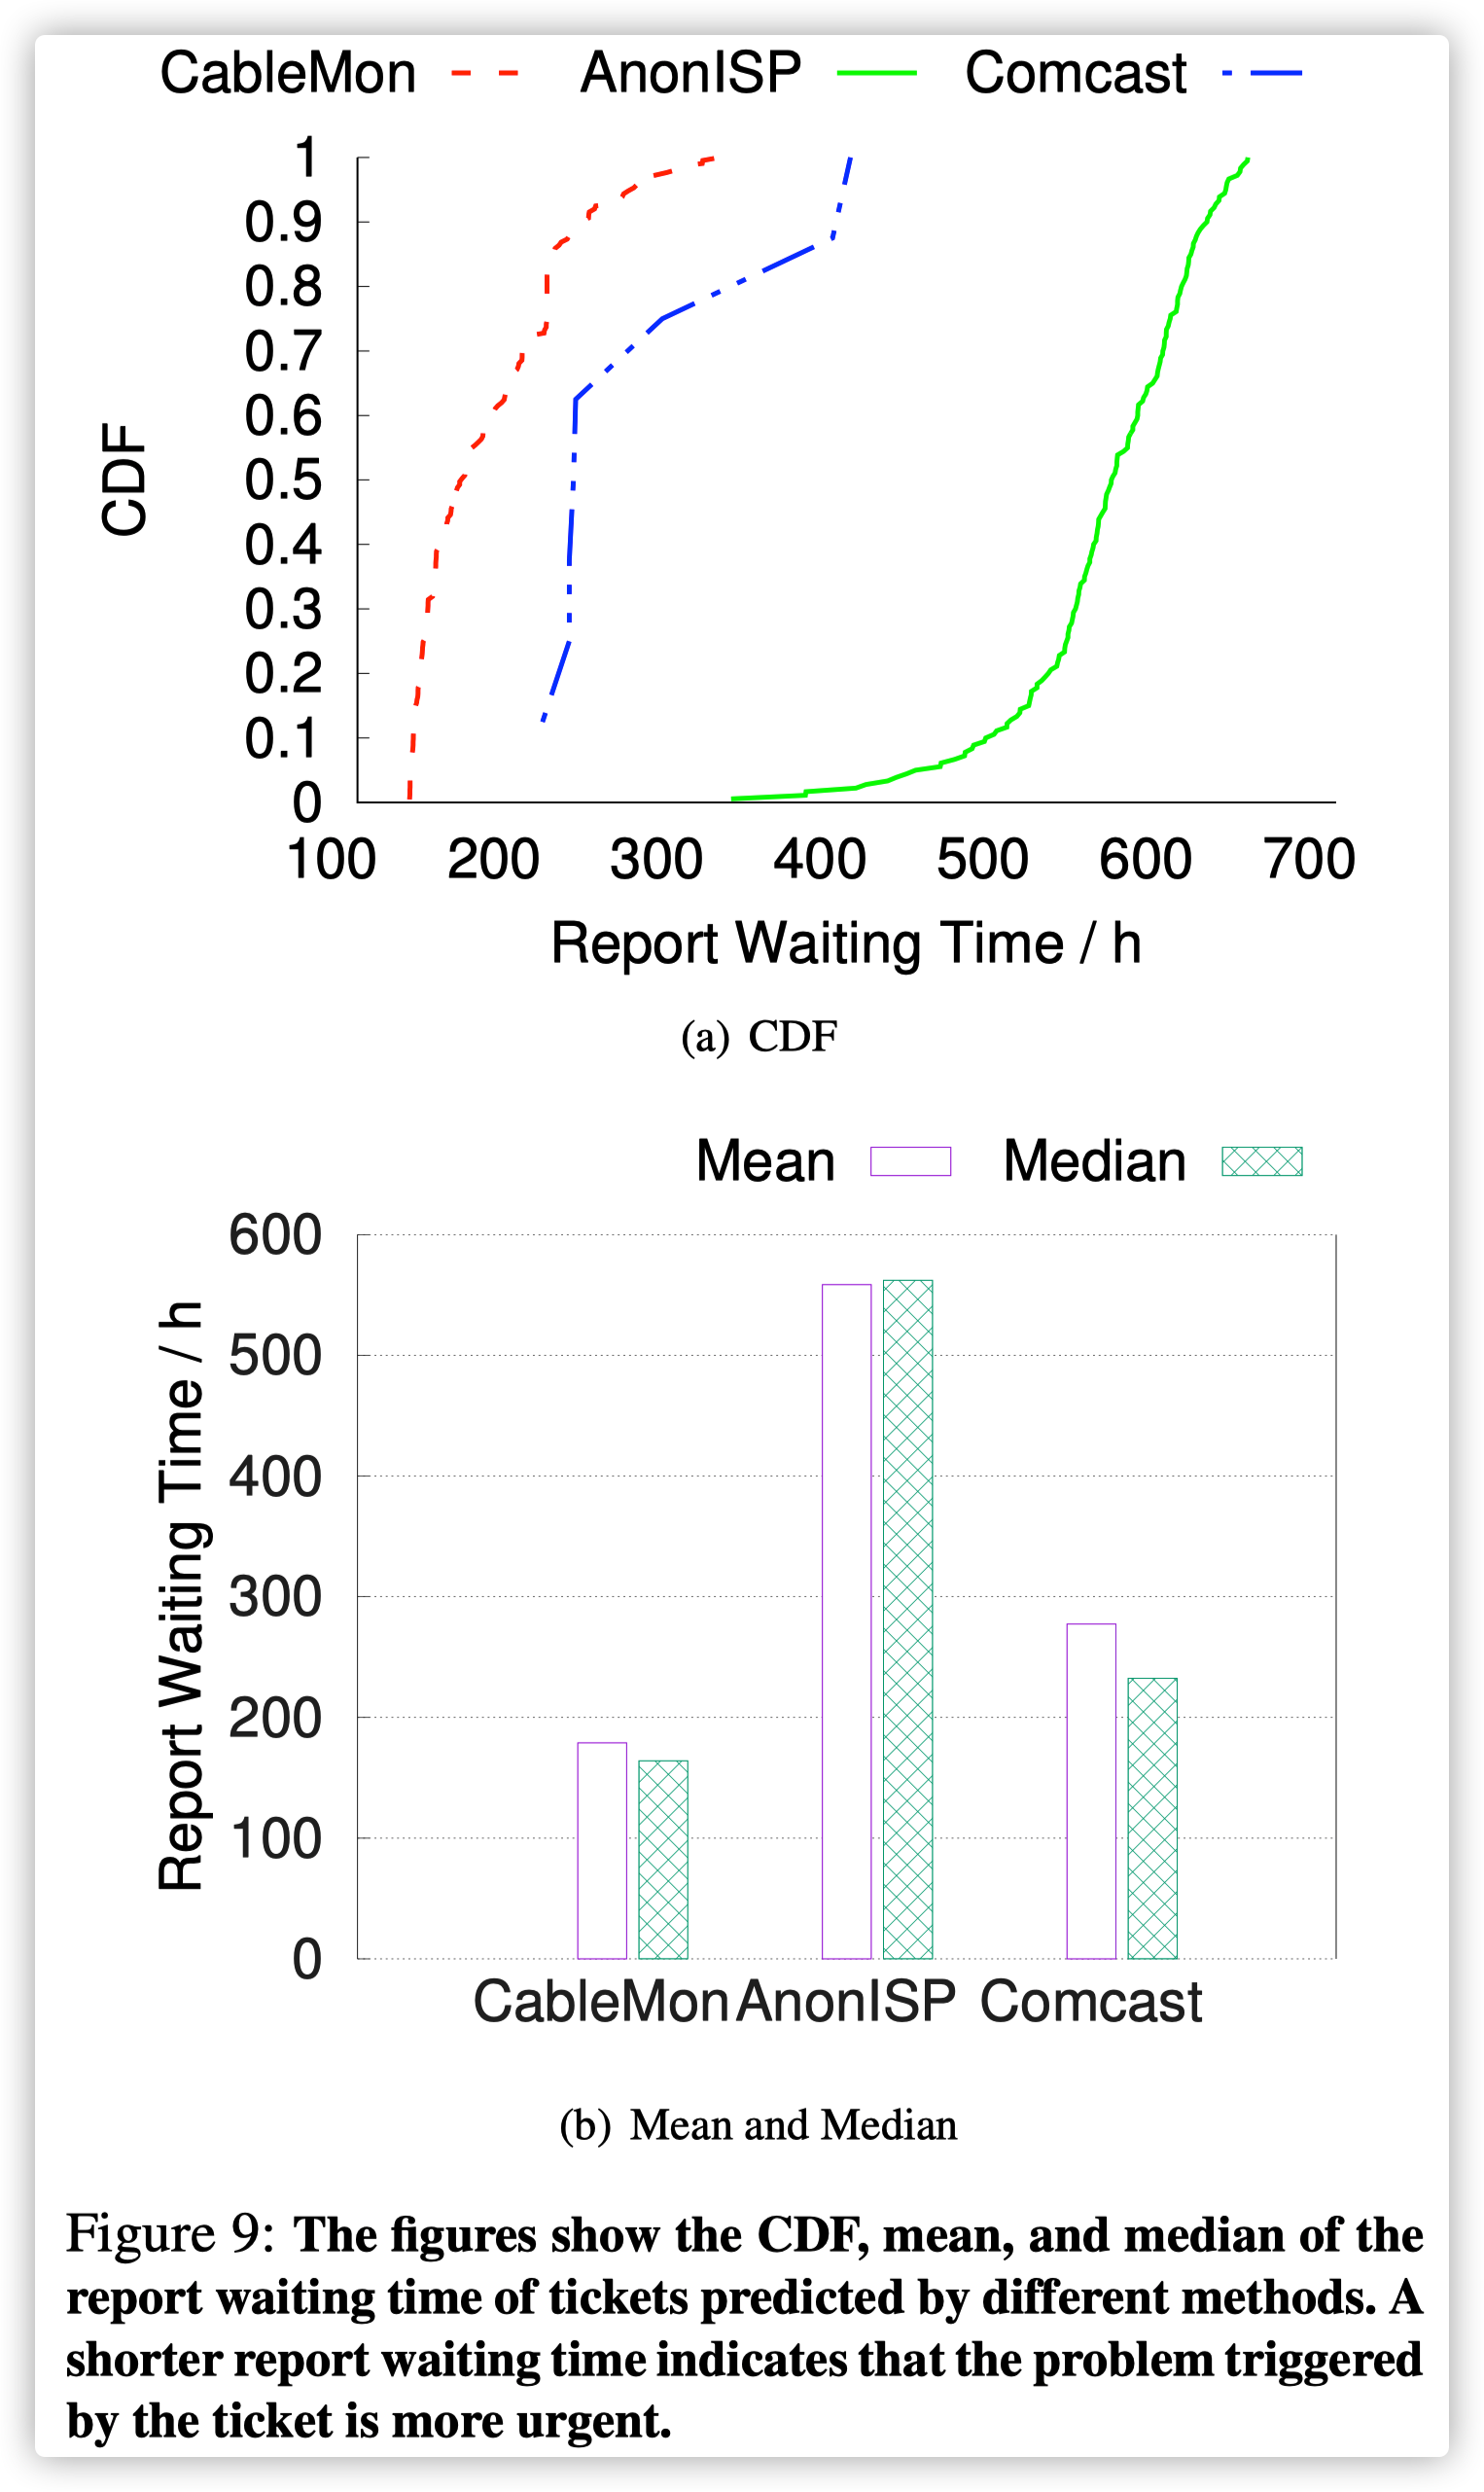 CableMon AnonISP Comcast
1
0.9
0.8
0.7
0.6
0.5
0.4
0.3
0.2
0.1
0
CDF
100 200 300 400 500 600 700
Report Waiting Time / h
(a) CDF
Mean Median
600
500
400
300
200
100
0
Report Waiting Time / h
CableMon AnonISP Comcast
(b) Mean and Median
Figure 9: The figures show the CDF, mean, and median of the
report waiting time of tickets predicted by different methods. A
shorter report waiting time indicates that the problem triggered
by the ticket is more urgent.